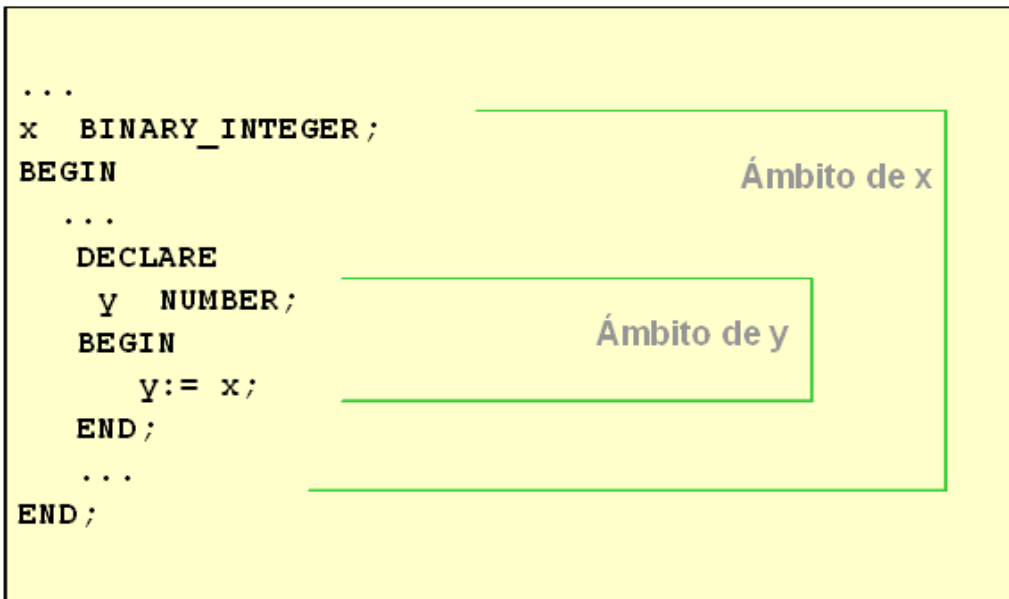 ...
x BINARY_INTEGER;
BEGIN
Ámbito de x
...
DECLARE
y NUMBER;
BEGIN
Ámbito de y
y:= x;
END;
...
END;